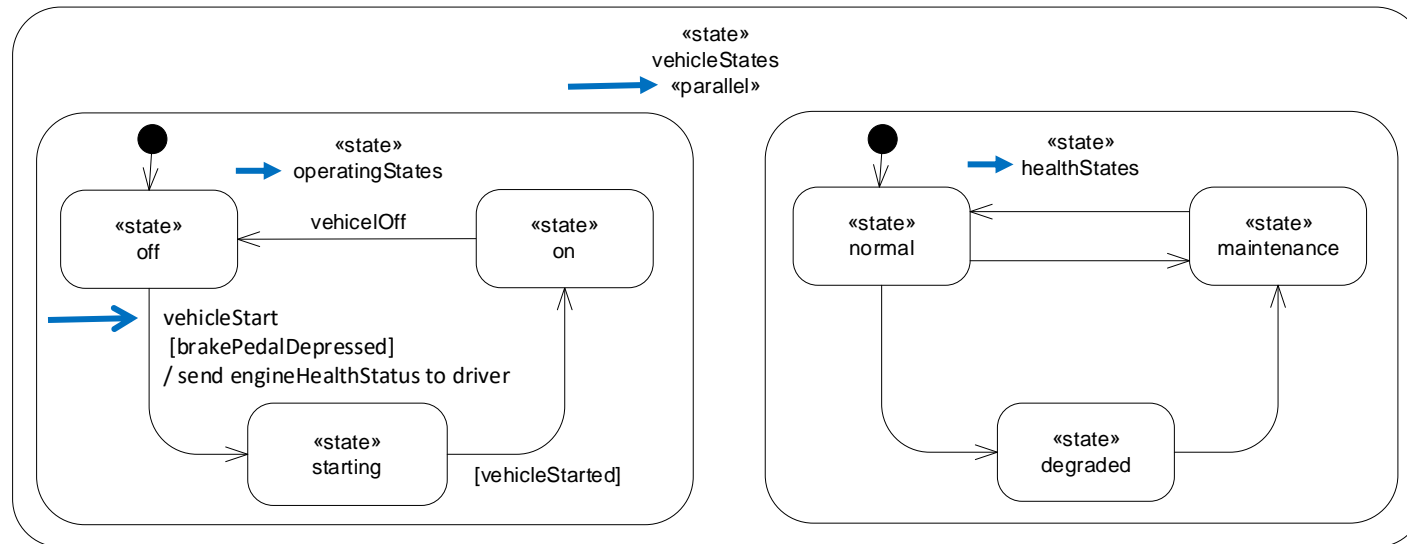 «state»
vehicleStates
«parallel»
«state»
operatingStates
«state»
off
vehicelOff
«state»
on
vehicleStart
[brakePedalDepressed]
/ send engineHealthStatus to driver
«state»
starting
[vehicleStarted]
«state»
healthStates
«state»
normal
«state»
maintenance
«state»
degraded